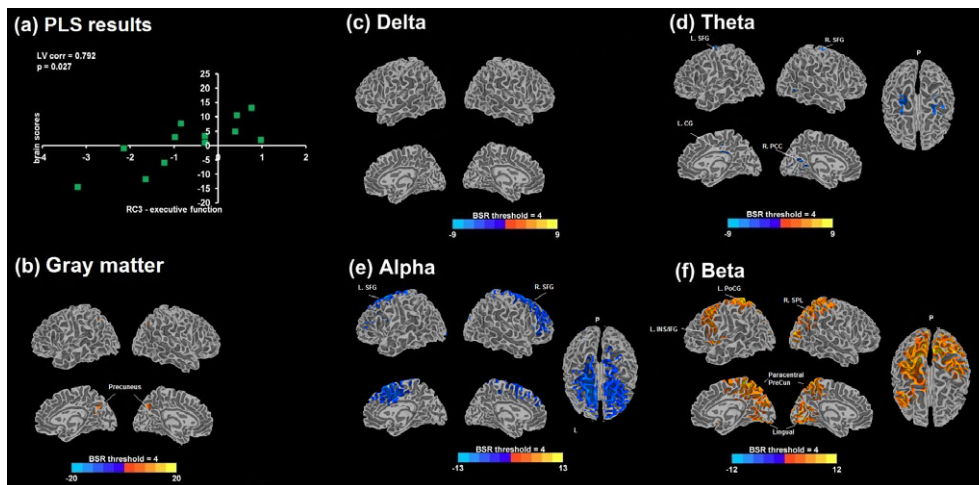 (a) PLS results
LV corr = 0.792
p = 0.027
25
20
15
10
5
0
-5
-10
-15
-20
-4
-3
-2
-1
0
1
2
brain scores
RC3 - executive function
(b) Gray matter
Precuneus
BSR threshold = 4
-20
20
(c) Delta
BSR threshold = 4
-9
9
(d) Theta
L. SFG
R. SFG
P
L. CG
R. PCC
BSR threshold = 4
-9
9
(e) Alpha
L. SFG
R. SFG
P
L
BSR threshold = 4
-13
13
(f) Beta
L. PoCG
R. SPL
P
L. INS/IFG
Paracentral
PreCun
Lingual
BSR threshold = 4
-12
12